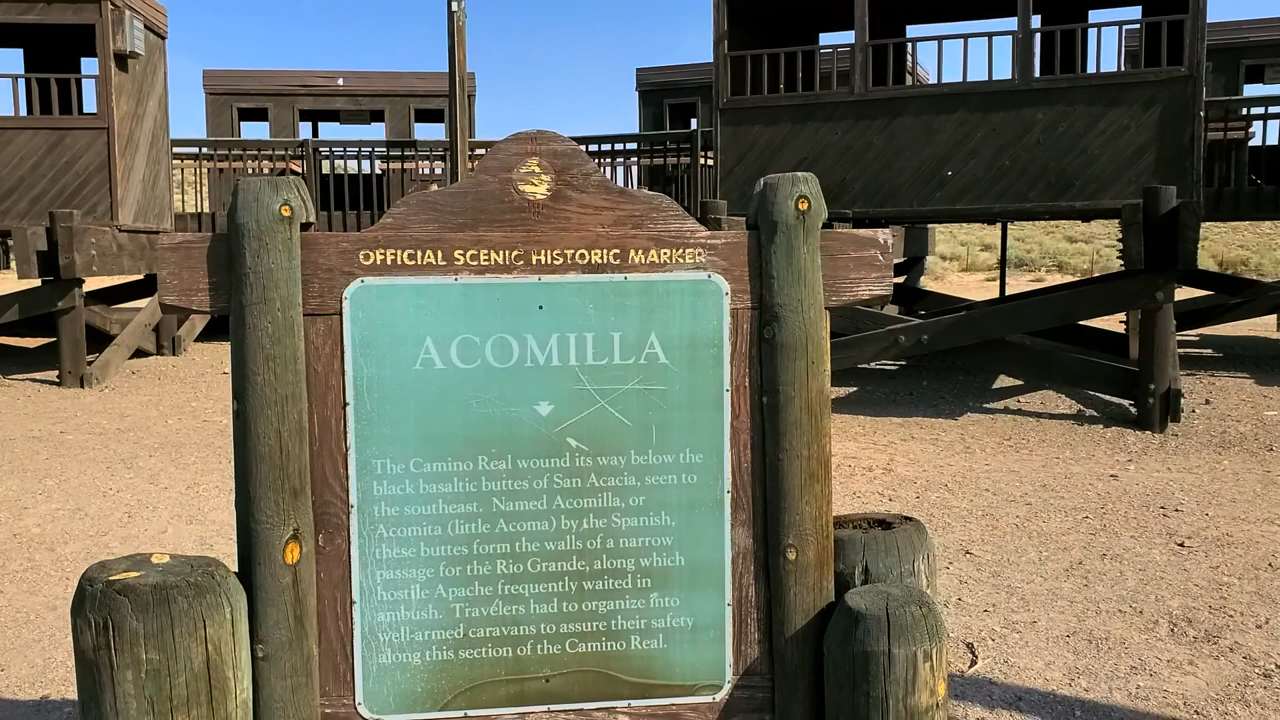 4
OFFICIAL SCENIC HISTORIC MARKER
ACOMILLA
The Camino Real wound its way below the
black basaltic buttes of San Acacia, seen to
the southeast. Named Acomilla, or
Acomita (little Acoma) by the Spanish,
these buttes form the walls of a narrow
passage for the Rio Grande, along which
hostile Apache frequently waited in
ambush. Travelers had to organize into
well-armed caravans to assure their safety
along this section of the Camino Real.